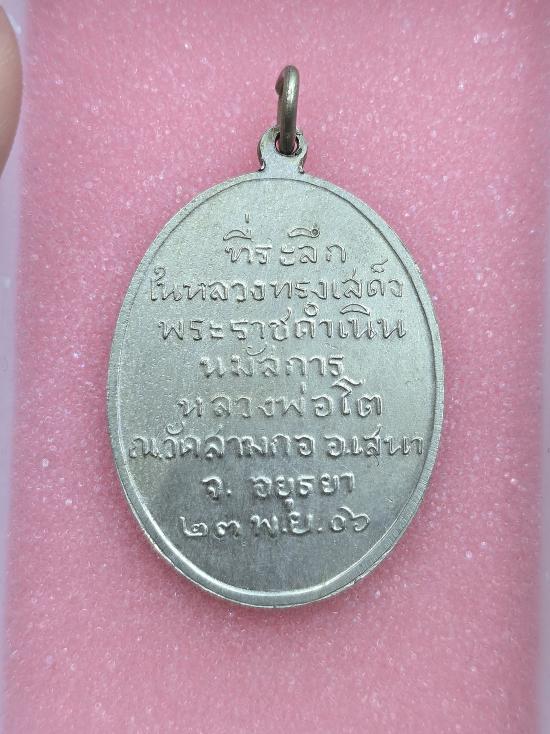 ที่ระลึก
ในหลวงทรงเสด็จ
พระราชดำเนิน
นมัสการ
หลวงพ่อโต
ณ.วัดสามกอ อ.เสนา
จ. อยุธยา
๒๓ พ.ย. ๐๖